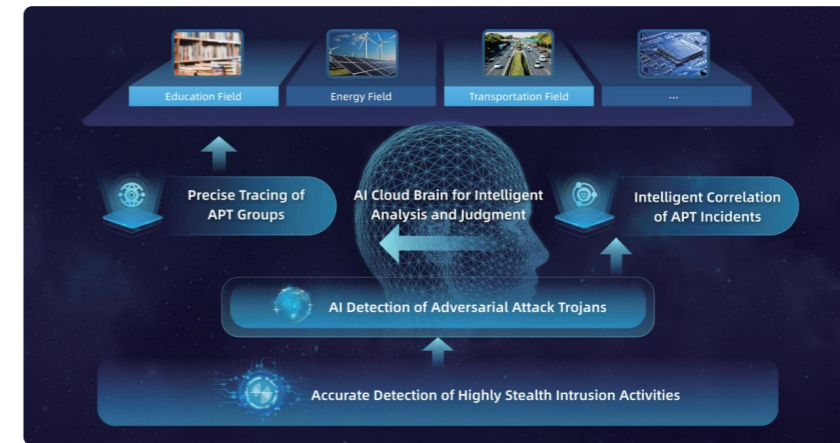 Education Field
Energy Field
Transportation Field
...
Precise Tracing of
APT Groups
AI Cloud Brain for Intelligent
Analysis and Judgment
Intelligent Correlation
of APT Incidents
AI Detection of Adversarial Attack Trojans
Accurate Detection of Highly Stealth Intrusion Activities